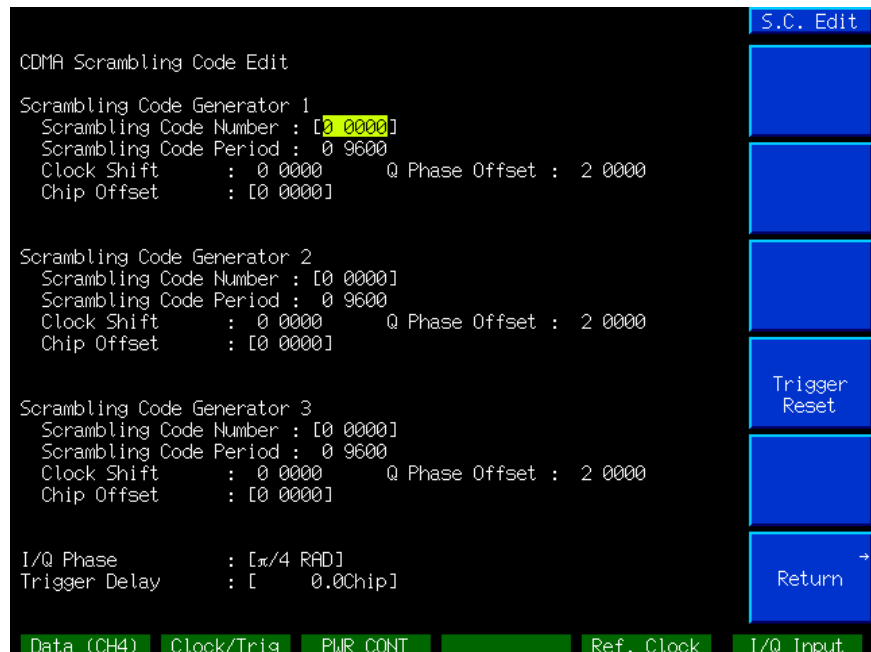 S.C. Edit
CDMA Scrambling Code Edit
Scrambling Code Generator 1
Scrambling Code Number : [0 0000]
Scrambling Code Period : 0 9600
Clock Shift : 0 0000 Q Phase Offset : 2 0000
Chip Offset : [0 0000]
Scrambling Code Generator 2
Scrambling Code Number : [0 0000]
Scrambling Code Period : 0 9600
Clock Shift : 0 0000 Q Phase Offset : 2 0000
Chip Offset : [0 0000]
Scrambling Code Generator 3
Scrambling Code Number : [0 0000]
Scrambling Code Period : 0 9600
Clock Shift : 0 0000 Q Phase Offset : 2 0000
Chip Offset : [0 0000]
I/Q Phase : [π/4 RAD]
Trigger Delay : [ 0.0Chip]
Trigger
Reset
→
Return
Data (CH4) Clock/Trig PWR CONT Ref. Clock I/Q Input